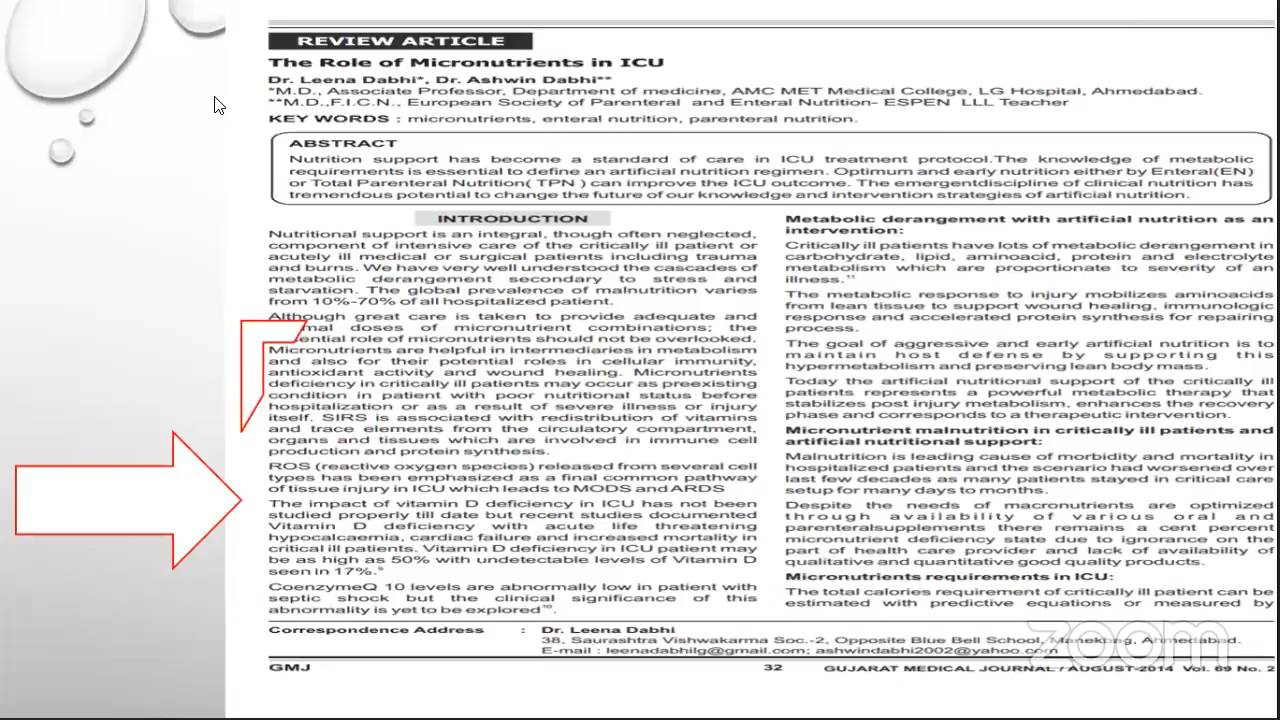 REVIEW ARTICLE
The Role of Micronutrients in ICU
Dr. Leena Dabhi*, Dr. Ashwin Dabhi**
*M.D., Associate Professor, Department of medicine, AMC MET Medical College, LG Hospital, Ahmedabad.
**M.D.,F.I.C.N., European Society of Parenteral and Enteral Nutrition- ESPEN LLL Teacher
KEY WORDS : micronutrients, enteral nutrition, parenteral nutrition.
ABSTRACT
Nutrition support has become a standard of care in ICU treatment protocol.The knowledge of metabolic
requirements is essential to define an artificial nutrition regimen. Optimum and early nutrition either by Enteral(EN)
or Total Parenteral Nutrition( TPN ) can improve the ICU outcome. The emergentdiscipline of clinical nutrition has
tremendous potential to change the future of our knowledge and intervention strategies of artificial nutrition.
INTRODUCTION
Nutritional support is an integral, though often neglected,
component of intensive care of the critically ill patient or
acutely ill medical or surgical patients including trauma
and burns. We have very well understood the cascades of
metabolic derangement secondary to stress and
starvation. The global prevalence of malnutrition varies
from 10%-70% of all hospitalized patient.
Although great care is taken to provide adequate and
mal doses of micronutrient combinations; the
ential role of micronutrients should not be overlooked.
Micronutrients are helpful in intermediaries in metabolism
and also for their potential roles in cellular immunity,
antioxidant activity and wound healing. Micronutrients
deficiency in critically ill patients may occur as preexisting
condition in patient with poor nutritional status before
hospitalization or as a result of severe illness or injury
itself. SIRS is associated with redistribution of vitamins
and trace elements from the circulatory compartment,
organs and tissues which are involved in immune cell
production and protein synthesis.
ROS (reactive oxygen species) released from several cell
types has been emphasized as a final common pathway
of tissue injury in ICU which leads to MODS and ARDS
The impact of vitamin D deficiency in ICU has not been
studied properly till date but recent studies documented
Vitamin D deficiency with acute life threatening
hypocalcaemia, cardiac failure and increased mortality in
critical ill patients. Vitamin D deficiency in ICU patient may
be as high as 50% with undetectable levels of Vitamin D
seen in 17%.
CoenzymeQ 10 levels are abnormally low in patient with
septic shock but the clinical significance of this
abnormality is yet to be explored¹⁰.
Metabolic derangement with artificial nutrition as an
intervention:
Critically ill patients have lots of metabolic derangement in
carbohydrate, lipid, aminoacid, protein and electrolyte
metabolism which are proportionate to severity of an
illness.¹¹
The metabolic response to injury mobilizes aminoacids
from lean tissue to support wound healing, immunologic
response and accelerated protein synthesis for repairing
process.
The goal of aggressive and early artificial nutrition is to
maintain host defense by supporting this
hypermetabolism and preserving lean body mass.
Today the artificial nutritional support of the critically ill
patients represents a powerful metabolic therapy that
stabilizes post injury metabolism, enhances the recovery
phase and corresponds to a therapeutic intervention.
Micronutrient malnutrition in critically ill patients and
artificial nutritional support:
Malnutrition is leading cause of morbidity and mortality in
hospitalized patients and the scenario had worsened over
last few decades as many patients stayed in critical care
setup for many days to months.
Despite the needs of macronutrients are optimized
through availability of various oral and
parenteralsupplements there remains a cent percent
micronutrient deficiency state due to ignorance on the
part of health care provider and lack of availability of
qualitative and quantitative good quality products.
Micronutrients requirements in ICU:
The total calories requirement of critically ill patient can be
estimated with predictive equations or measured by
Correspondence Address : Dr. Leena Dabhi
38, Saurashtra Vishwakarma Soc.-2, Opposite Blue Bell School, Manekpog, Ahmedabad.
E-mail : leenadabhilg@gmail.com; ashwindabhi2002@yahoo.com
zoom
GMJ 32 GUJARAT MEDICAL JOURNAL / AUGUST-2014 Vol. 69 No. 2